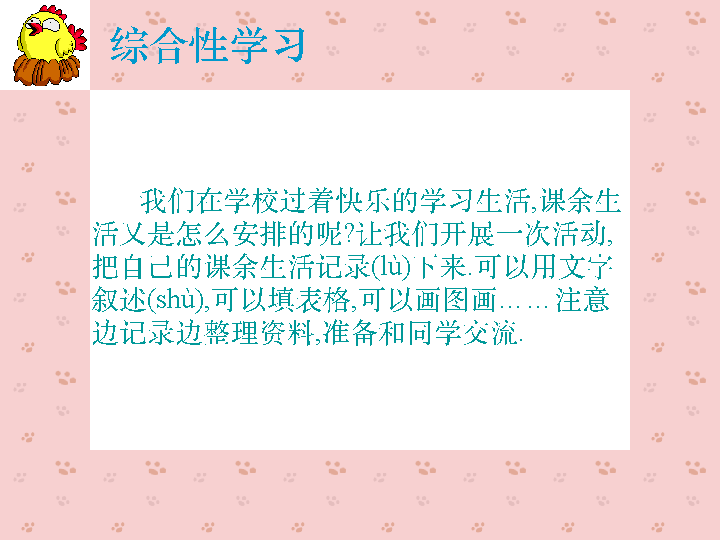 综合性学习
我们在学校过着快乐的学习生活,课余生
活又是怎么安排的呢?让我们开展一次活动,
把自己的课余生活记录(lù)下来.可以用文字
叙述(shù),可以填表格,可以画图画……注意
边记录边整理资料,准备和同学交流.